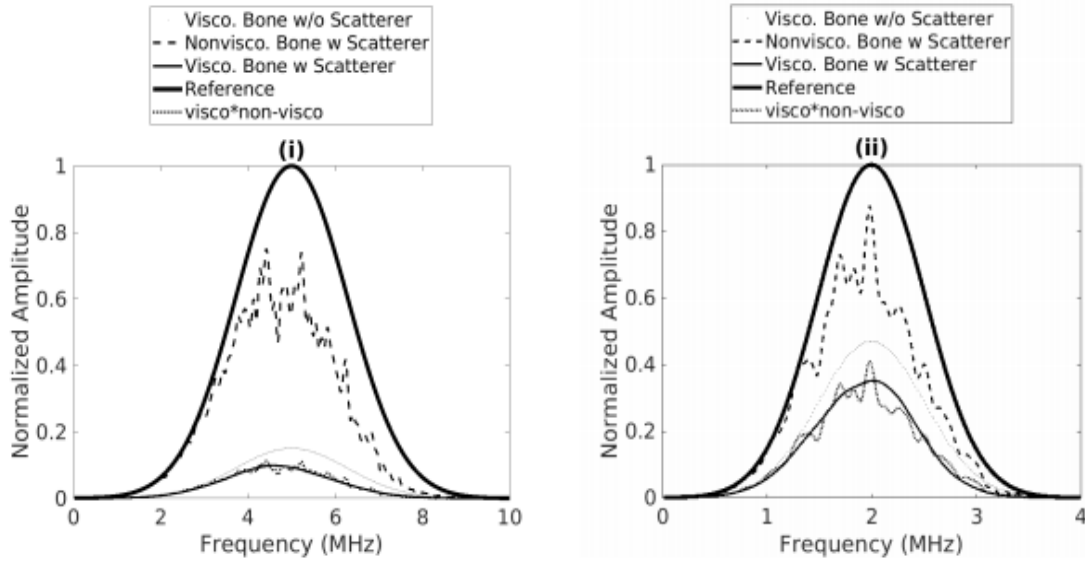 Visco. Bone w/o Scatterer
Nonvisco. Bone w Scatterer
Visco. Bone w Scatterer
Reference
visco*non-visco
(i)
1
0.8
0.6
0.4
0.2
0
Normalized Amplitude
0 2 4 6 8 10
Frequency (MHz)
Visco. Bone w/o Scatterer
Nonvisco. Bone w Scatterer
Visco. Bone w Scatterer
Reference
visco*non-visco
(ii)
1
0.8
0.6
0.4
0.2
0
Normalized Amplitude
0 1 2 3 4
Frequency (MHz)